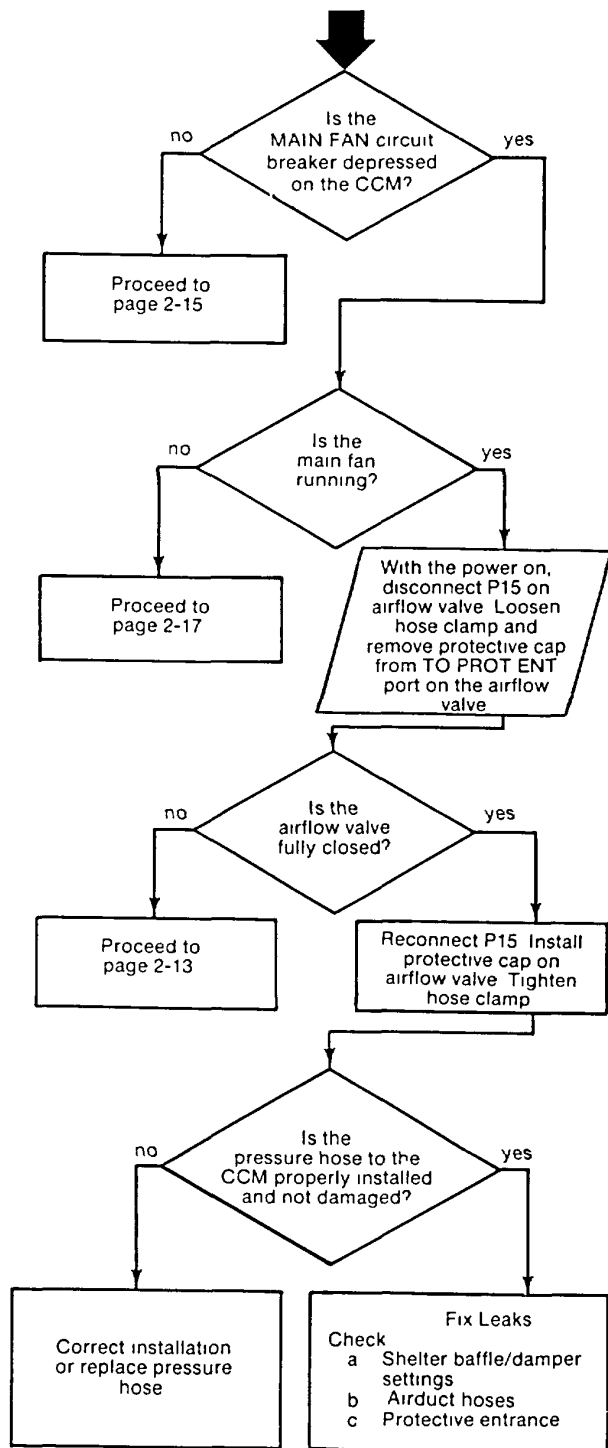 Is the
MAIN FAN circuit
breaker depressed
on the CCM?
no
yes
Proceed to
page 2-15
Is the
main fan
running?
no
yes
Proceed to
page 2-17
With the power on,
disconnect P15 on
airflow valve Loosen
hose clamp and
remove protective cap
from TO PROT ENT
port on the airflow
valve
Is the
airflow valve
fully closed?
no
yes
Proceed to
page 2-13
Reconnect P15 Install
protective cap on
airflow valve Tighten
hose clamp
Is the
pressure hose to the
CCM properly installed
and not damaged?
no
yes
Correct installation
or replace pressure
hose
Fix Leaks
Check
a Shelter baffle/damper
settings
b Airduct hoses
c Protective entrance